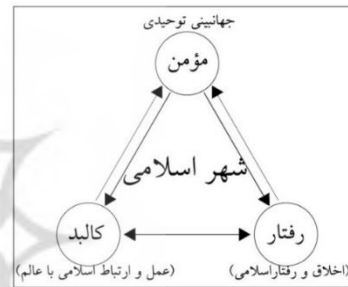 جهانبینی توحیدی
مؤمن
شهر اسلامی
رفتار
کالبد
(اخلاق و رفتاراسلامی)
(عمل و ارتباط اسلامی با عالم)